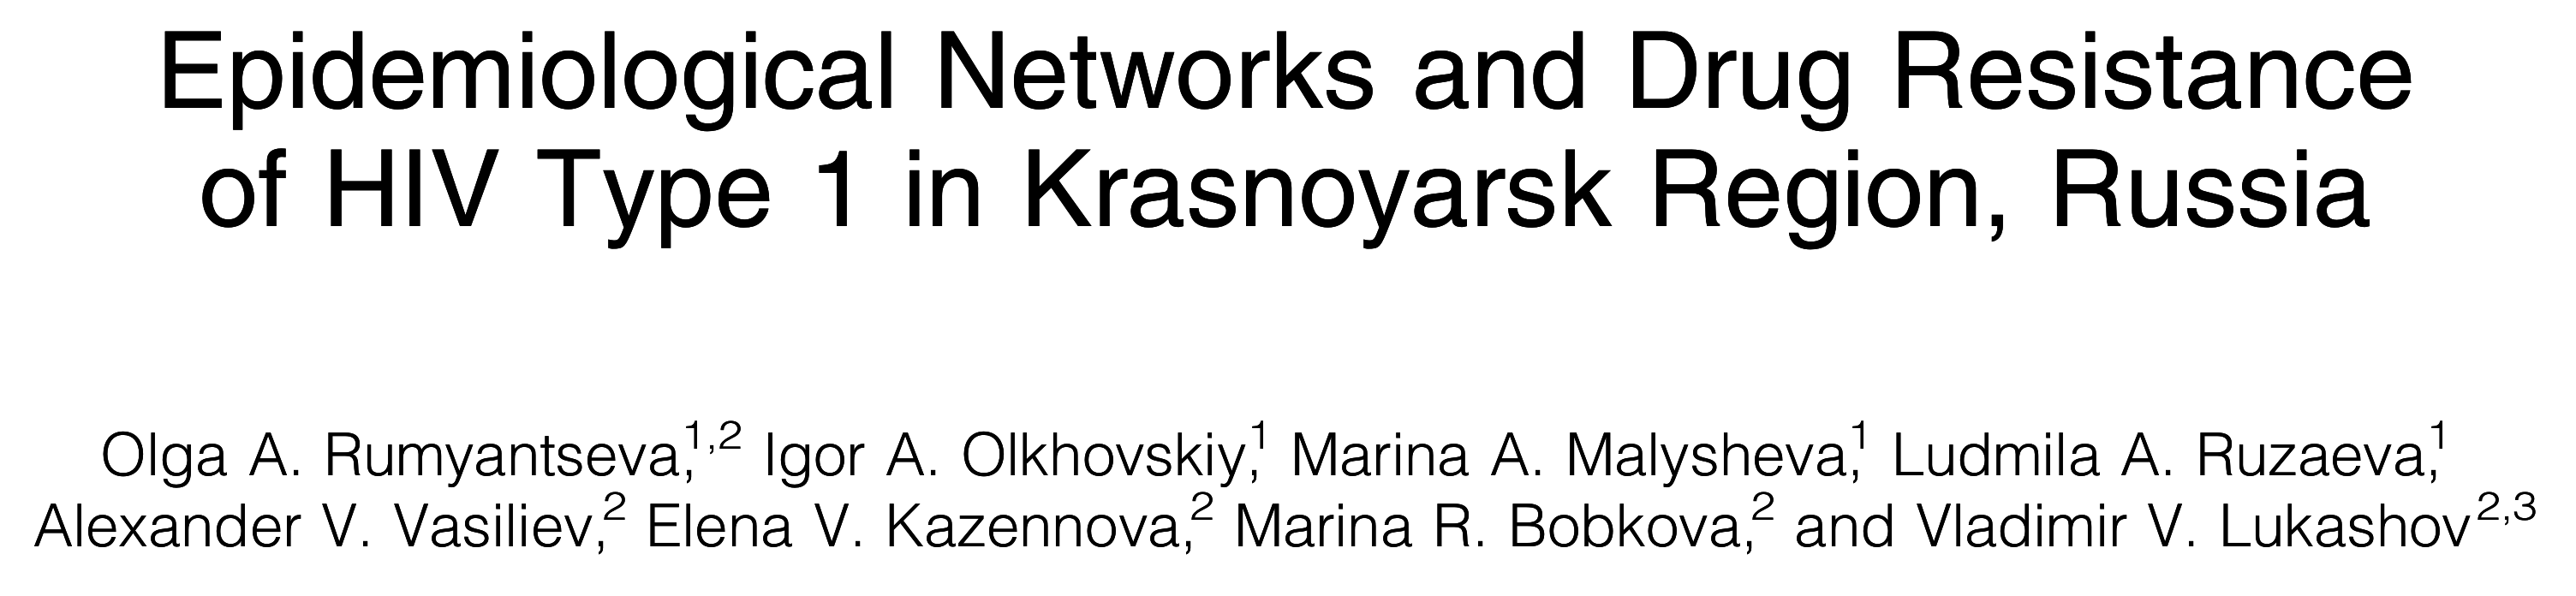 Epidemiological Networks and Drug Resistance
of HIV Type 1 in Krasnoyarsk Region, Russia
Olga A. Rumyantseva,1,2 Igor A. Olkhovskiy,1 Marina A. Malysheva,1 Ludmila A. Ruzaeva,1
Alexander V. Vasiliev,2 Elena V. Kazennova,2 Marina R. Bobkova,2 and Vladimir V. Lukashov2,3